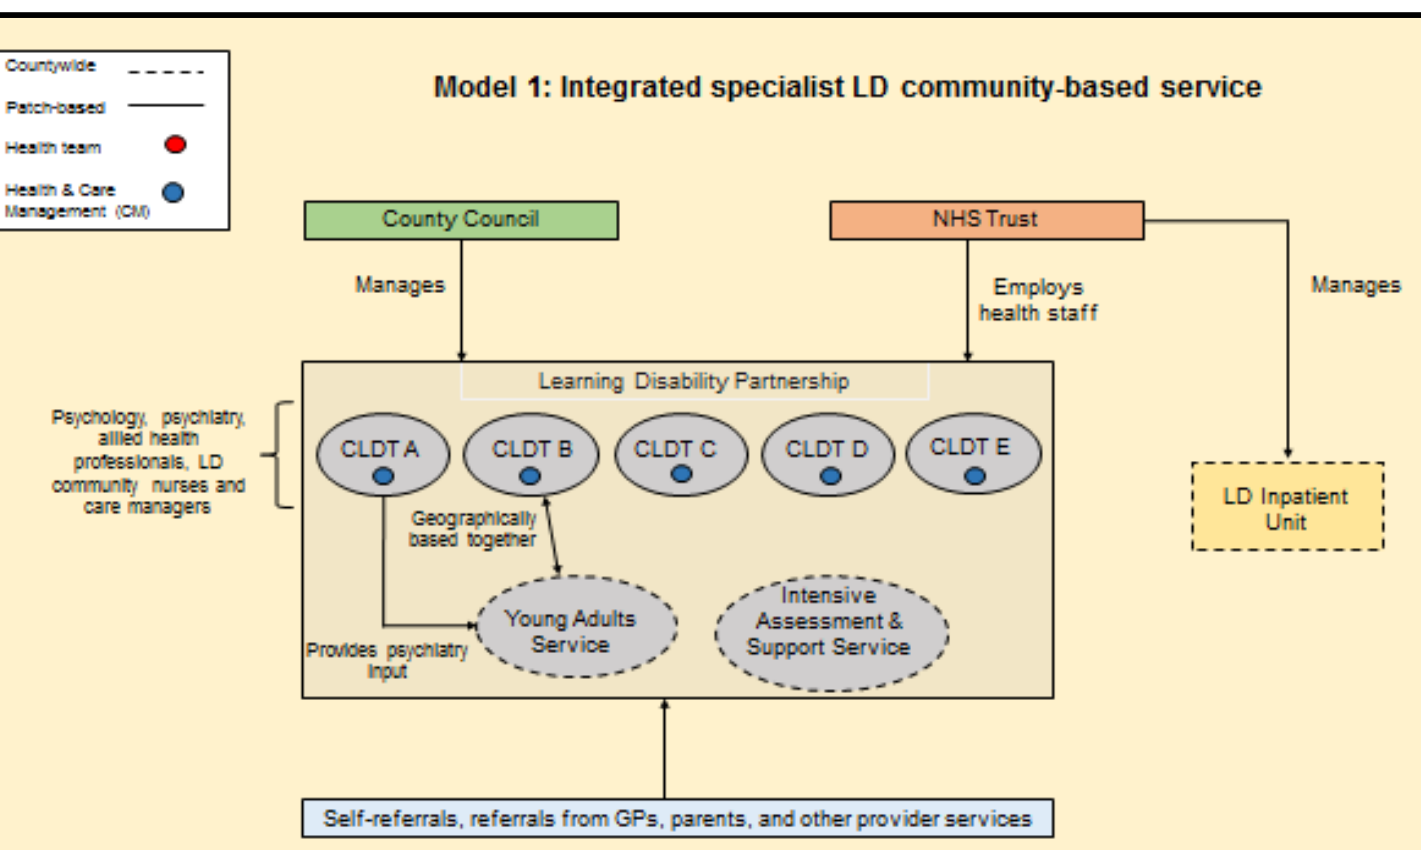 Countywide
Patch-based
Health team
Health & Care
Management (CM)
Model 1: Integrated specialist LD community-based service
County Council
NHS Trust
Manages
Employs
health staff
Manages
Learning Disability Partnership
Psychology, psychiatry,
allied health
professionals, LD
community nurses and
care managers
CLDT A
CLDT B
CLDT C
CLDT D
CLDT E
Geographically
based together
LD Inpatient
Unit
Young Adults
Service
Intensive
Assessment &
Support Service
Provides psychiatry
input
Self-referrals, referrals from GPs, parents, and other provider services